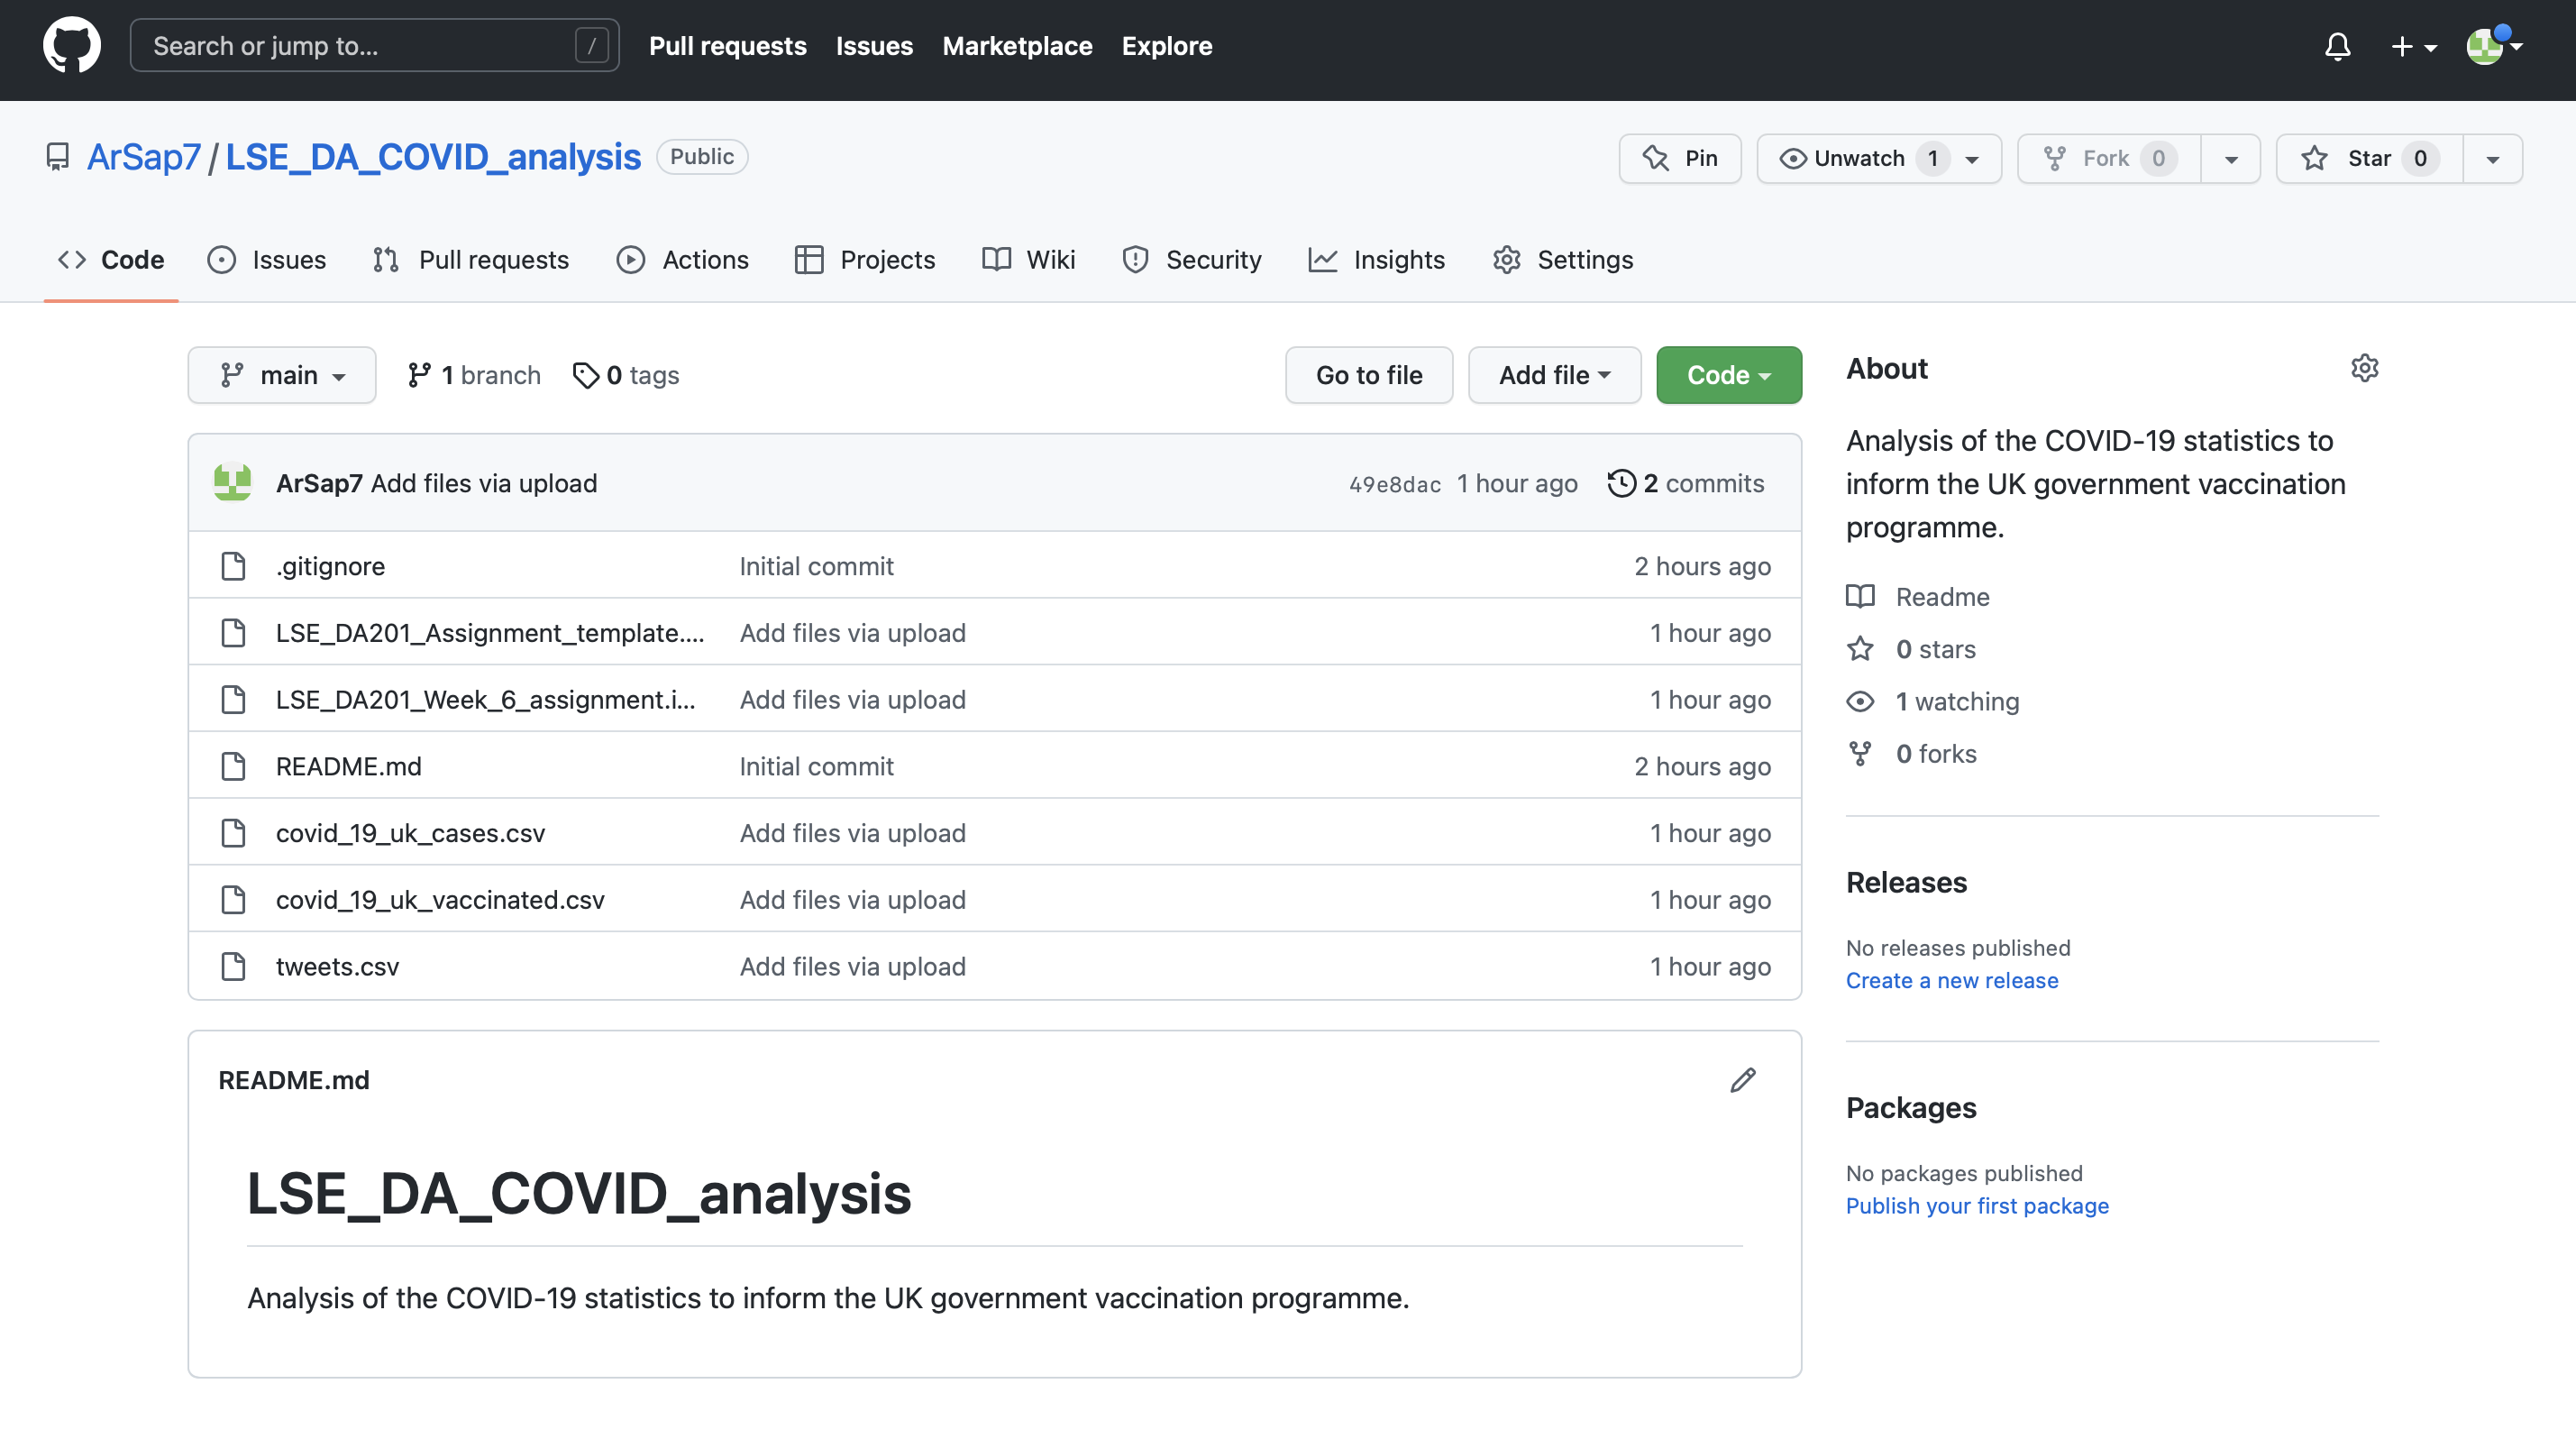 Search or jump to... / Pull requests Issues Marketplace Explore
ArSap7 / LSE_DA_COVID_analysis Public Pin Unwatch 1 Fork 0 Star 0
Code Issues Pull requests Actions Projects Wiki Security Insights Settings
main 1 branch 0 tags Go to file Add file Code
ArSap7 Add files via upload 49e8dac 1 hour ago 2 commits
.gitignore Initial commit 2 hours ago
LSE_DA201_Assignment_template.... Add files via upload 1 hour ago
LSE_DA201_Week_6_assignment.i... Add files via upload 1 hour ago
README.md Initial commit 2 hours ago
covid_19_uk_cases.csv Add files via upload 1 hour ago
covid_19_uk_vaccinated.csv Add files via upload 1 hour ago
tweets.csv Add files via upload 1 hour ago
README.md
LSE_DA_COVID_analysis
Analysis of the COVID-19 statistics to inform the UK government vaccination programme.
About
Analysis of the COVID-19 statistics to
inform the UK government vaccination
programme.
Readme
0 stars
1 watching
0 forks
Releases
No releases published
Create a new release
Packages
No packages published
Publish your first package